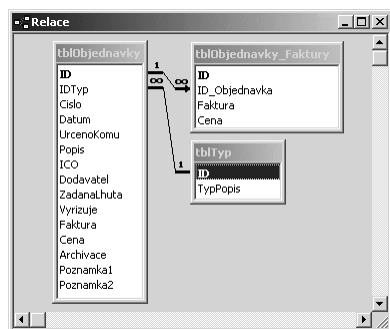 Relace
tblObjednavky
ID
IDTyp
Cislo
Datum
UrcenoKomu
Popis
ICO
Dodavatel
ZadanaLhuta
Vyrizuje
Faktura
Cena
Archivace
Poznamka1
Poznamka2
1
∞
∞
1
tblObjednavky_Faktury
ID
ID_Objednavka
Faktura
Cena
tblTyp
ID
TypPopis